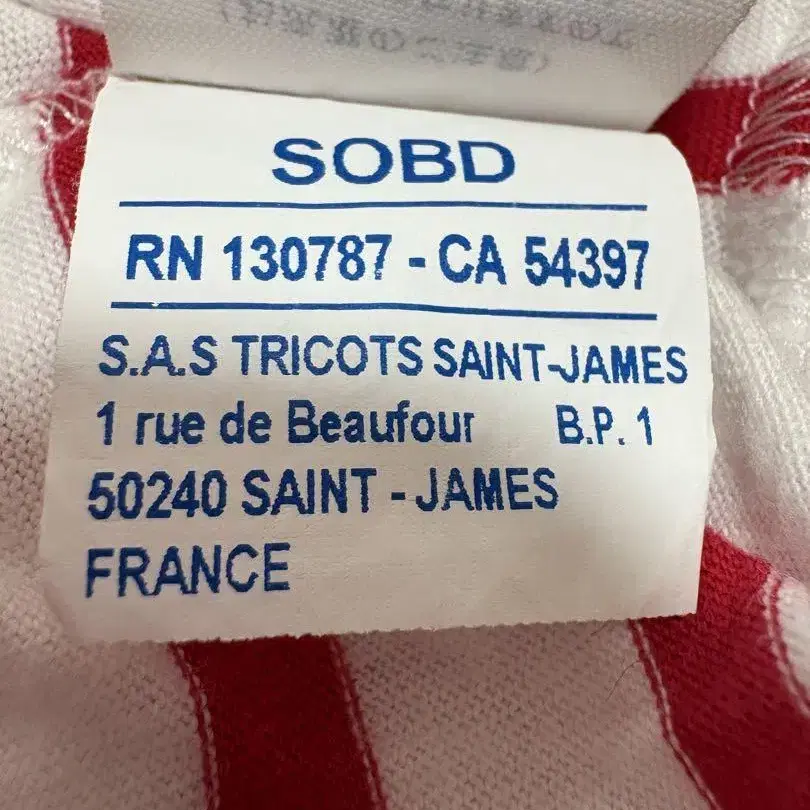 SOBD
RN 130787 - CA 54397
S.A.S TRICOTS SAINT-JAMES
1 rue de Beaufour B.P. 1
50240 SAINT - JAMES
FRANCE